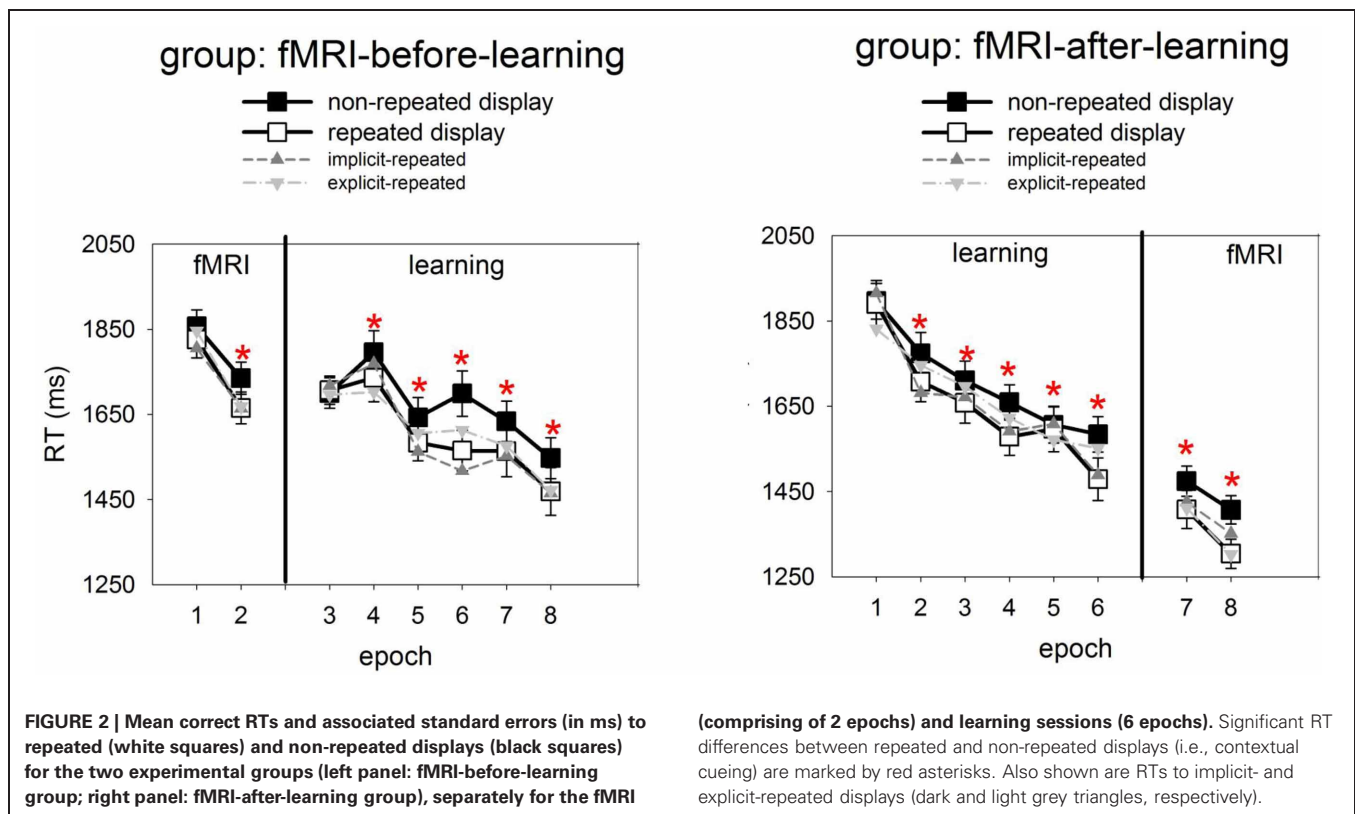 group: fMRI-before-learning
non-repeated display
repeated display
implicit-repeated
explicit-repeated
2050
1850
1650
1450
1250
RT (ms)
fMRI
learning
*
*
*
*
*
*
1
2
3
4
5
6
7
8
epoch
group: fMRI-after-learning
non-repeated display
repeated display
implicit-repeated
explicit-repeated
2050
1850
1650
1450
1250
learning
fMRI
*
*
*
*
*
*
*
1
2
3
4
5
6
7
8
epoch
FIGURE 2 | Mean correct RTs and associated standard errors (in ms) to
repeated (white squares) and non-repeated displays (black squares)
for the two experimental groups (left panel: fMRI-before-learning
group; right panel: fMRI-after-learning group), separately for the fMRI
(comprising of 2 epochs) and learning sessions (6 epochs). Significant RT
differences between repeated and non-repeated displays (i.e., contextual
cueing) are marked by red asterisks. Also shown are RTs to implicit- and
explicit-repeated displays (dark and light grey triangles, respectively).